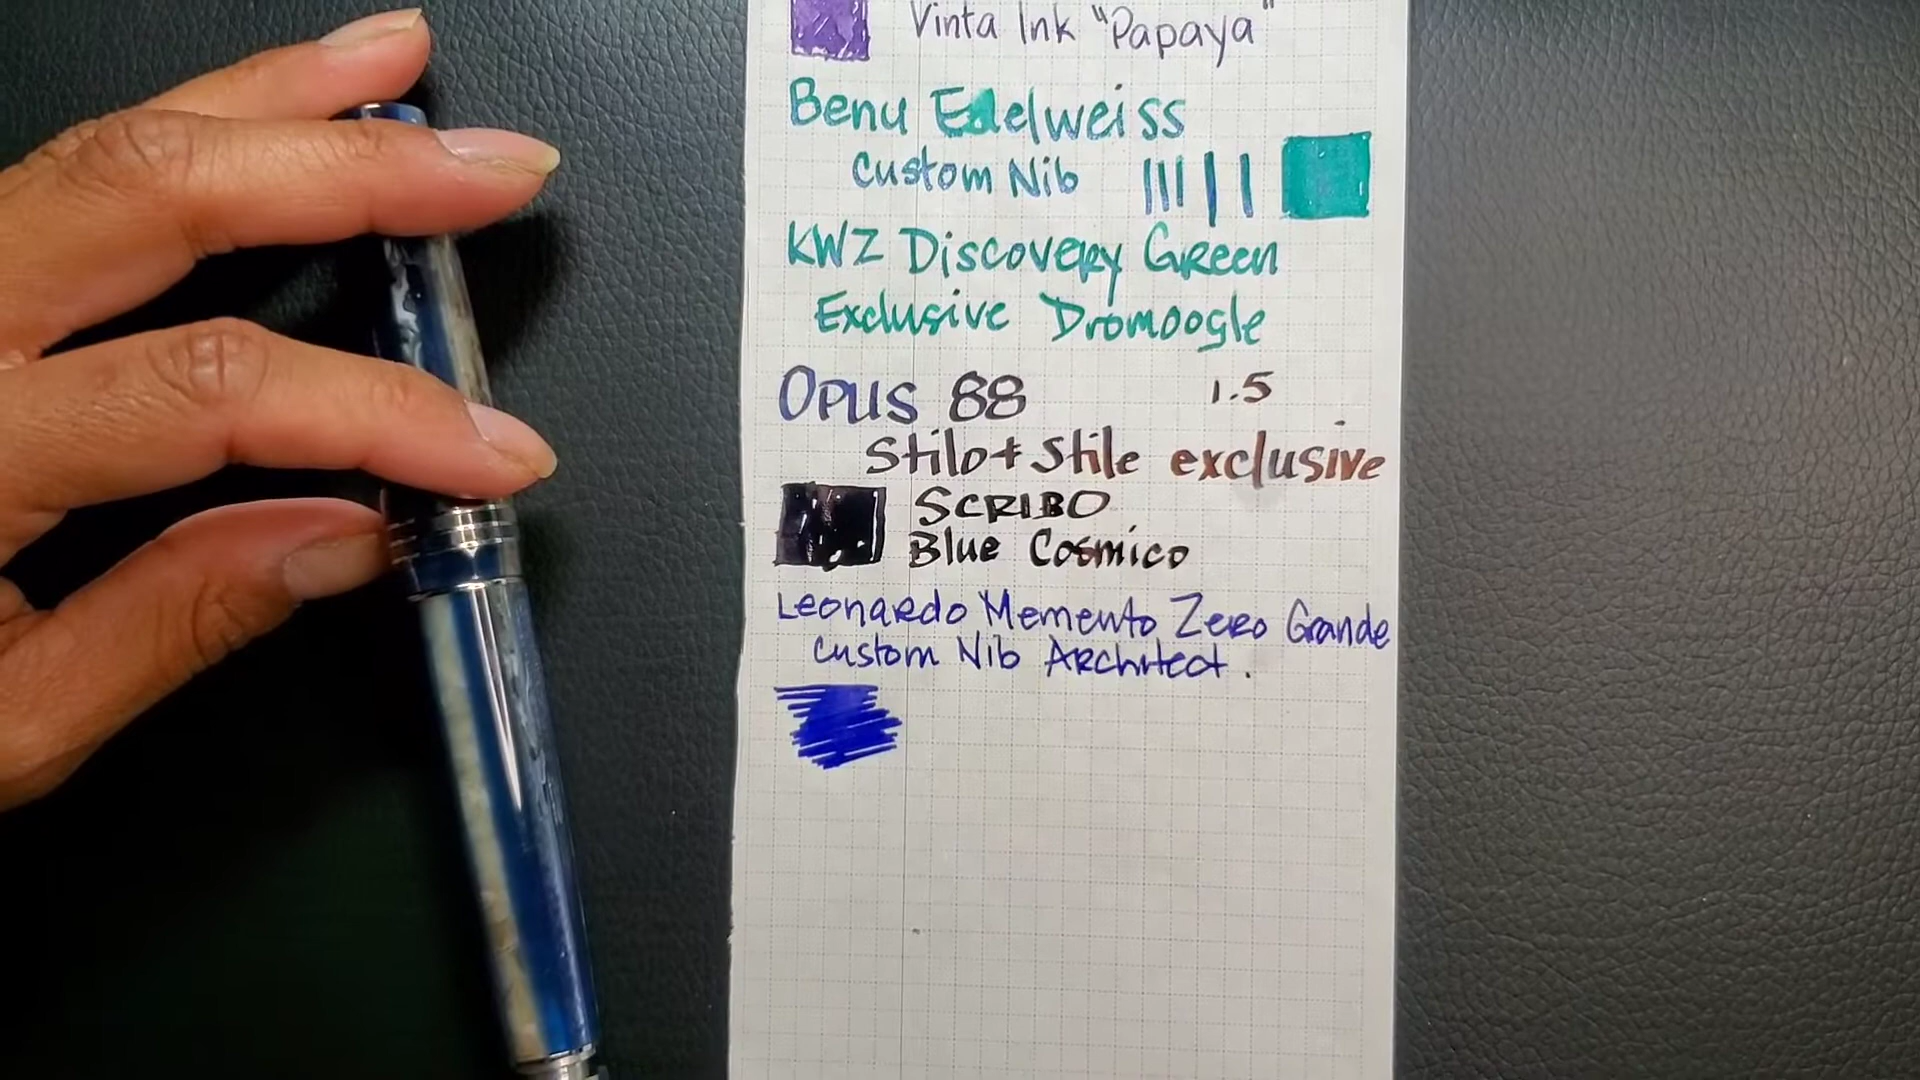 Vinta Ink "Papaya"
Benu Edelweiss
Custom Nib
KWZ Discovery Green
Exclusive Dromoogle
Opus 88 1.5
Stilo + Stile exclusive
SCRIBO
Blue Cosmico
Leonardo Memento Zero Grande
Custom Nib Architect.